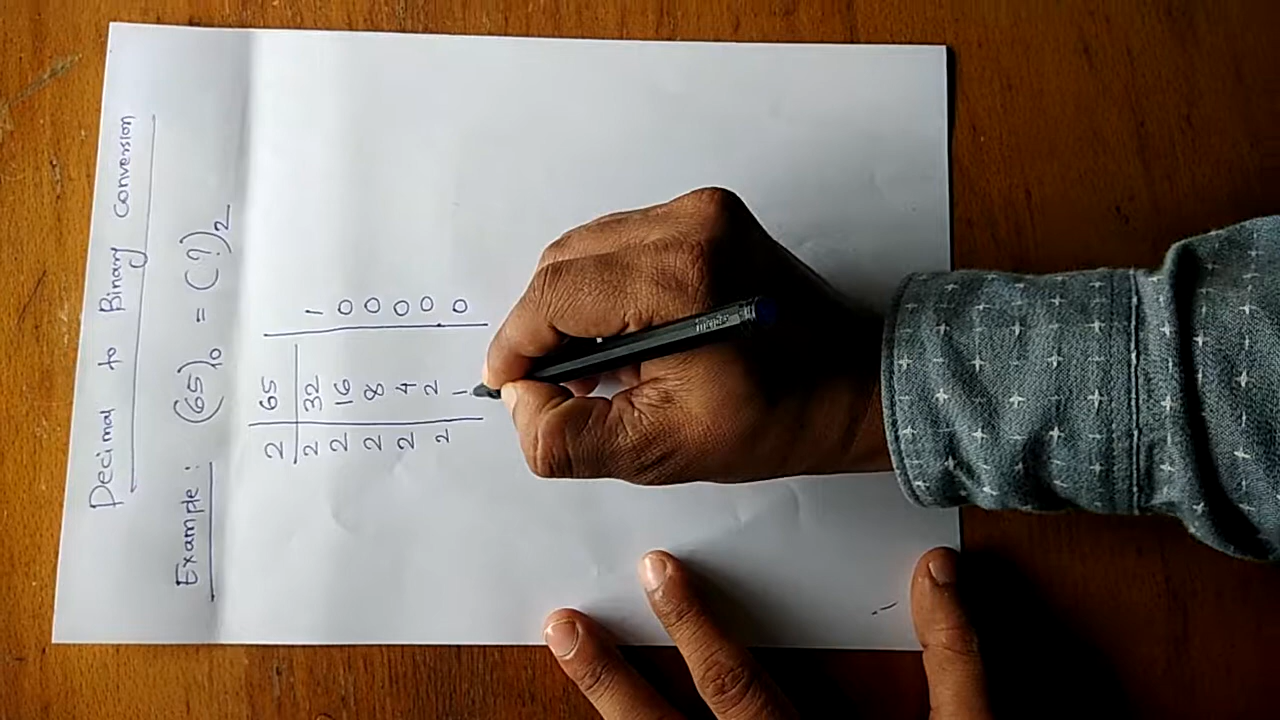 Decimal to Binary Conversion
Example: (65)10 = (?)2
2 65
2 32 1
2 16 0
2 8 0
2 4 0
2 2 0
1 0